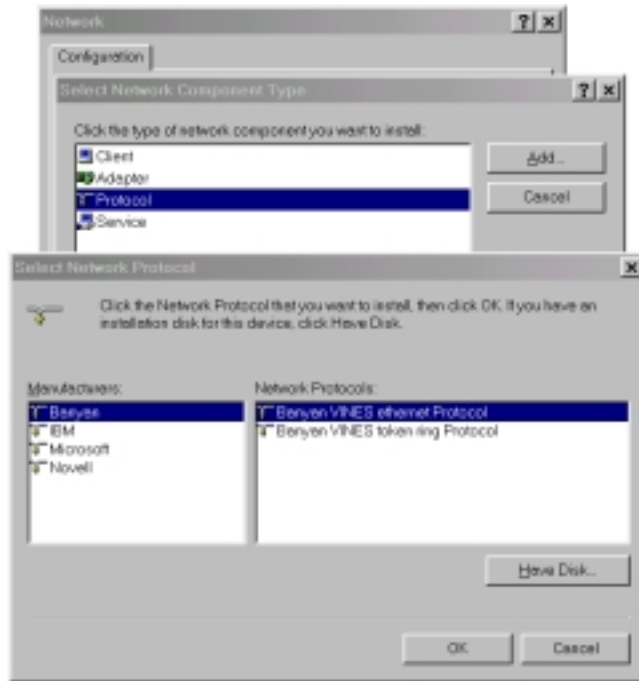 Network
Configuration
Select Network Component Type
Click the type of network component you want to install:
Client
Adapter
Protocol
Service
Add...
Cancel
Select Network Protocol
Click the Network Protocol that you want to install, then click OK. If you have an
installation disk for this device, click Have Disk.
Manufacturers:
Banyan
IBM
Microsoft
Novell
Network Protocols:
Banyan VINES ethernet Protocol
Banyan VINES token ring Protocol
Have Disk...
OK
Cancel